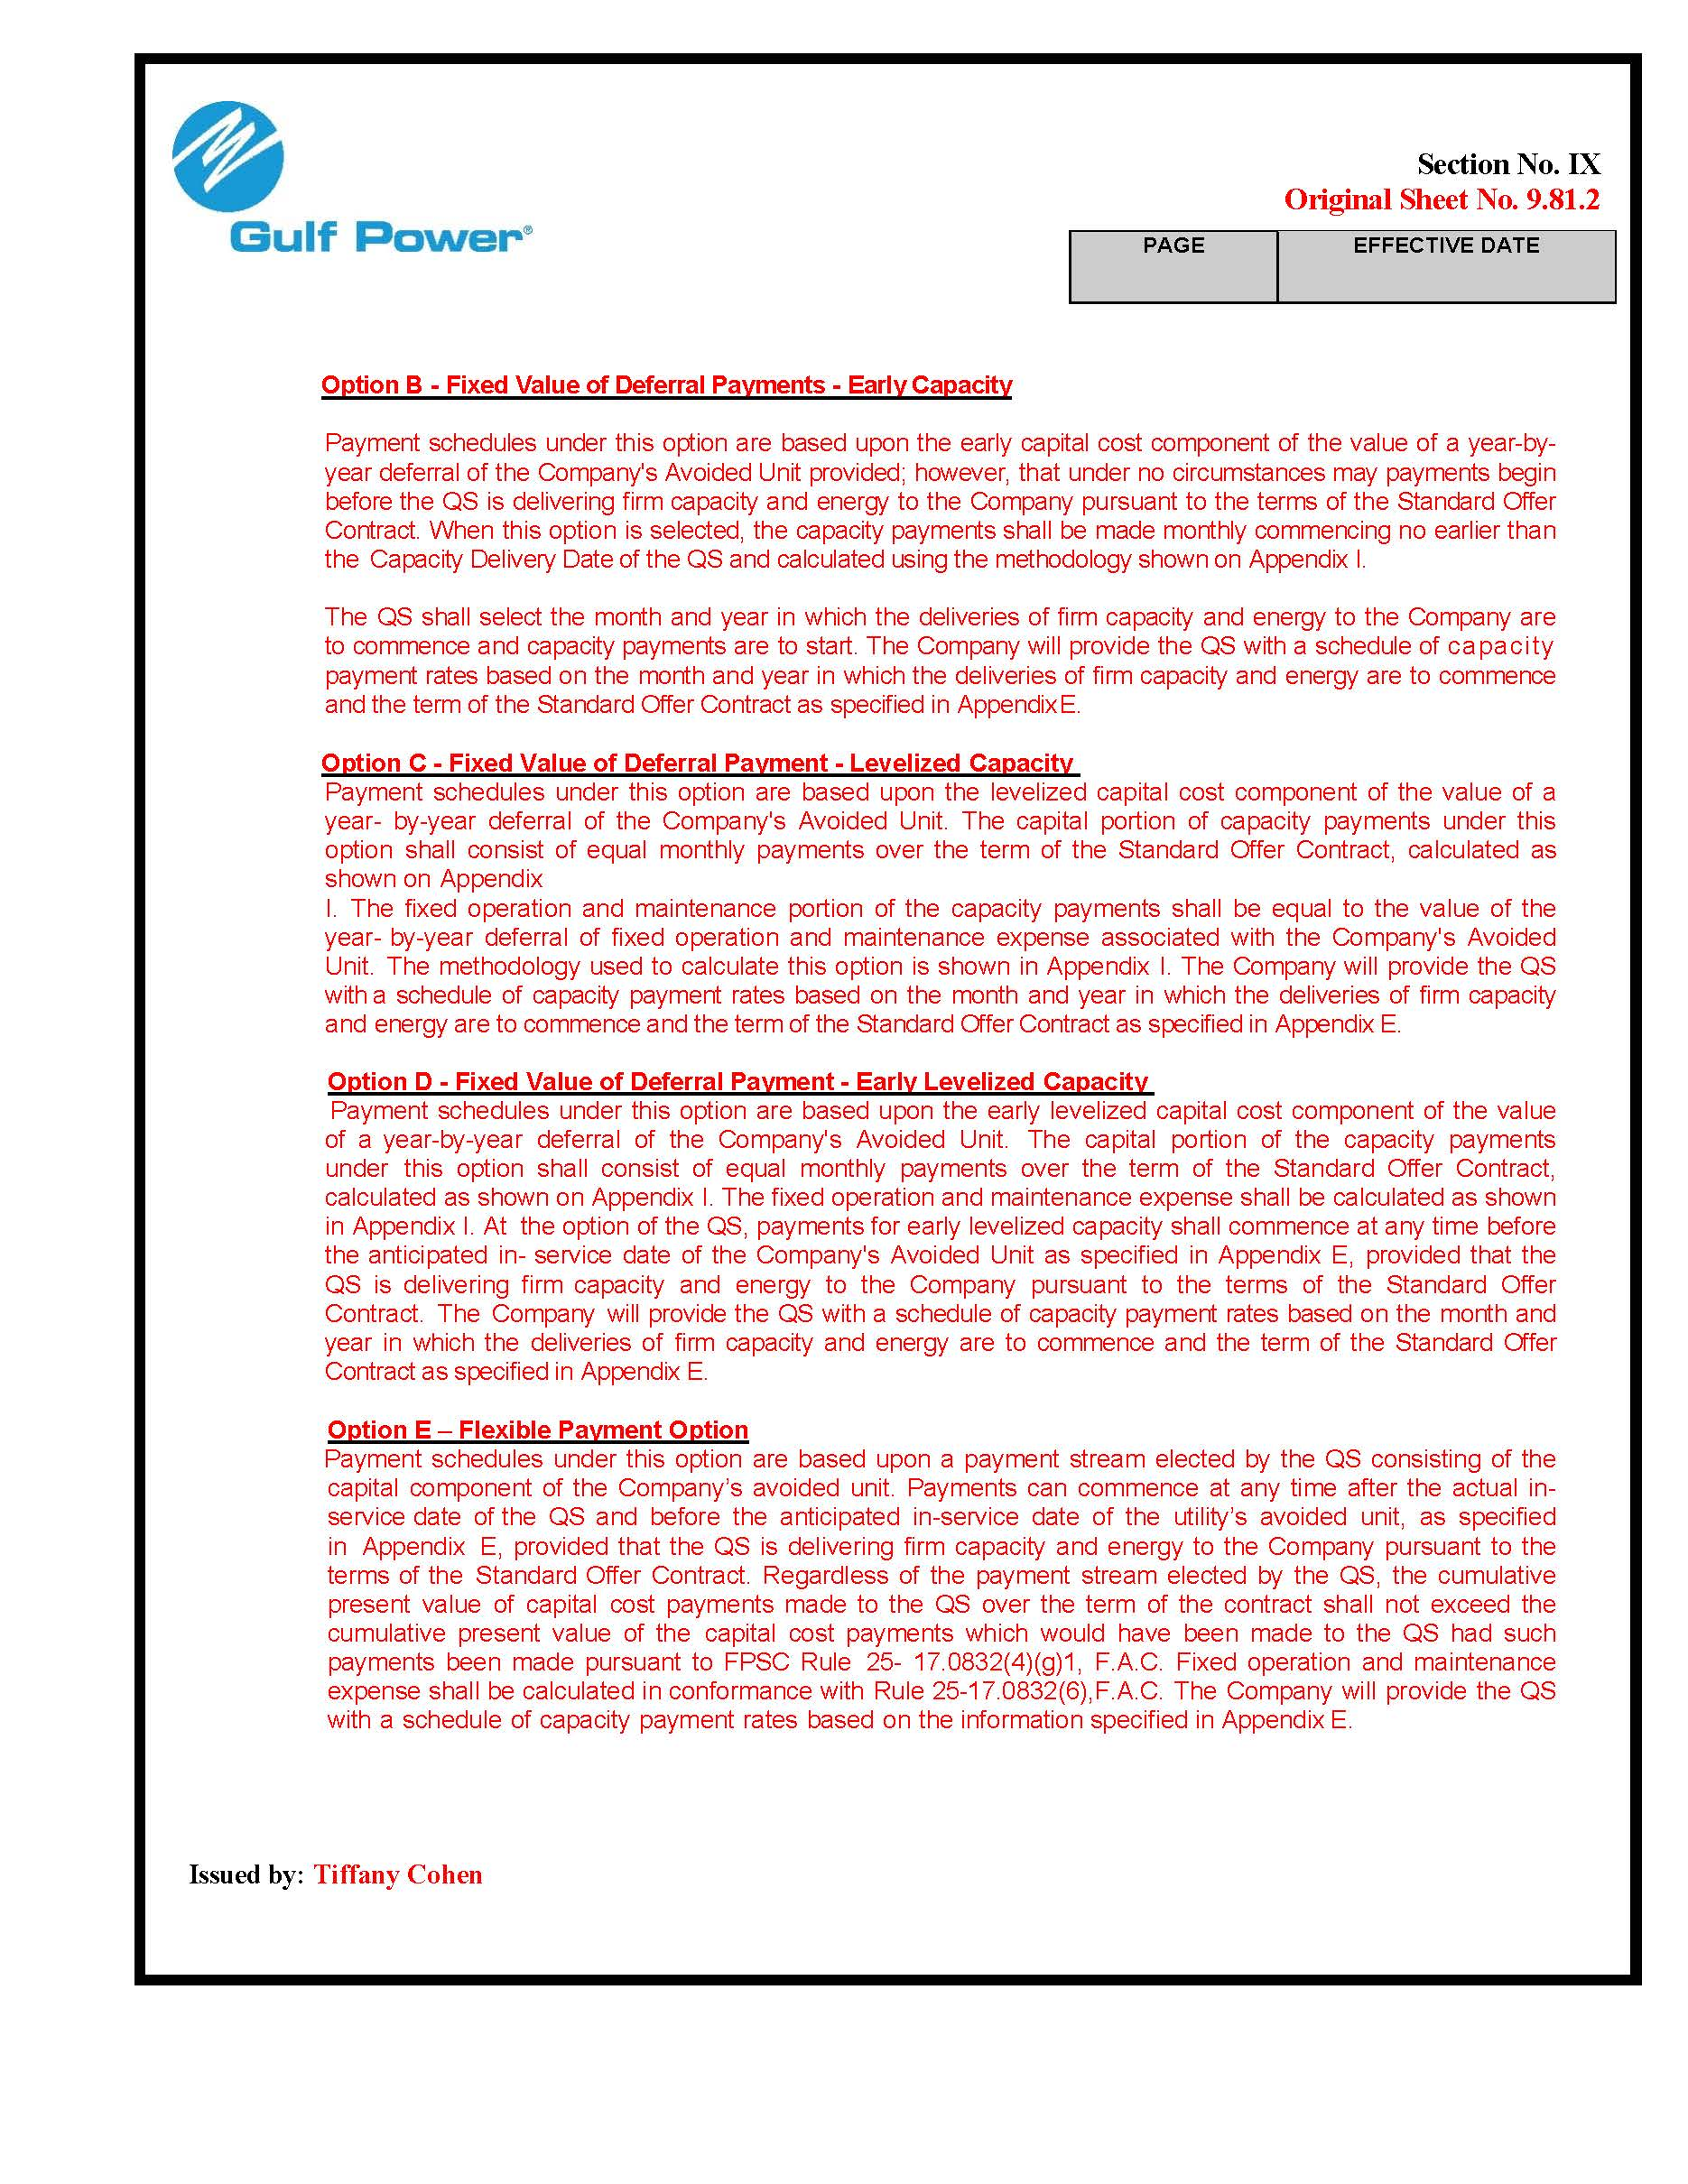 Gulf Power®
Section No. IX
Original Sheet No. 9.81.2
PAGE EFFECTIVE DATE
Option B - Fixed Value of Deferral Payments - Early Capacity
Payment schedules under this option are based upon the early capital cost component of the value of a year-by-
year deferral of the Company's Avoided Unit provided; however, that under no circumstances may payments begin
before the QS is delivering firm capacity and energy to the Company pursuant to the terms of the Standard Offer
Contract. When this option is selected, the capacity payments shall be made monthly commencing no earlier than
the Capacity Delivery Date of the QS and calculated using the methodology shown on Appendix I.
The QS shall select the month and year in which the deliveries of firm capacity and energy to the Company are
to commence and capacity payments are to start. The Company will provide the QS with a schedule of capacity
payment rates based on the month and year in which the deliveries of firm capacity and energy are to commence
and the term of the Standard Offer Contract as specified in Appendix E.
Option C - Fixed Value of Deferral Payment - Levelized Capacity
Payment schedules under this option are based upon the levelized capital cost component of the value of a
year- by-year deferral of the Company's Avoided Unit. The capital portion of capacity payments under this
option shall consist of equal monthly payments over the term of the Standard Offer Contract, calculated as
shown on Appendix
I. The fixed operation and maintenance portion of the capacity payments shall be equal to the value of the
year- by-year deferral of fixed operation and maintenance expense associated with the Company's Avoided
Unit. The methodology used to calculate this option is shown in Appendix I. The Company will provide the QS
with a schedule of capacity payment rates based on the month and year in which the deliveries of firm capacity
and energy are to commence and the term of the Standard Offer Contract as specified in Appendix E.
Option D - Fixed Value of Deferral Payment - Early Levelized Capacity
Payment schedules under this option are based upon the early levelized capital cost component of the value
of a year-by-year deferral of the Company's Avoided Unit. The capital portion of the capacity payments
under this option shall consist of equal monthly payments over the term of the Standard Offer Contract,
calculated as shown on Appendix I. The fixed operation and maintenance expense shall be calculated as shown
in Appendix I. At the option of the QS, payments for early levelized capacity shall commence at any time before
the anticipated in- service date of the Company's Avoided Unit as specified in Appendix E, provided that the
QS is delivering firm capacity and energy to the Company pursuant to the terms of the Standard Offer
Contract. The Company will provide the QS with a schedule of capacity payment rates based on the month and
year in which the deliveries of firm capacity and energy are to commence and the term of the Standard Offer
Contract as specified in Appendix E.
Option E – Flexible Payment Option
Payment schedules under this option are based upon a payment stream elected by the QS consisting of the
capital component of the Company’s avoided unit. Payments can commence at any time after the actual in-
service date of the QS and before the anticipated in-service date of the utility’s avoided unit, as specified
in Appendix E, provided that the QS is delivering firm capacity and energy to the Company pursuant to the
terms of the Standard Offer Contract. Regardless of the payment stream elected by the QS, the cumulative
present value of capital cost payments made to the QS over the term of the contract shall not exceed the
cumulative present value of the capital cost payments which would have been made to the QS had such
payments been made pursuant to FPSC Rule 25- 17.0832(4)(g)1, F.A.C. Fixed operation and maintenance
expense shall be calculated in conformance with Rule 25-17.0832(6),F.A.C. The Company will provide the QS
with a schedule of capacity payment rates based on the information specified in Appendix E.
Issued by: Tiffany Cohen